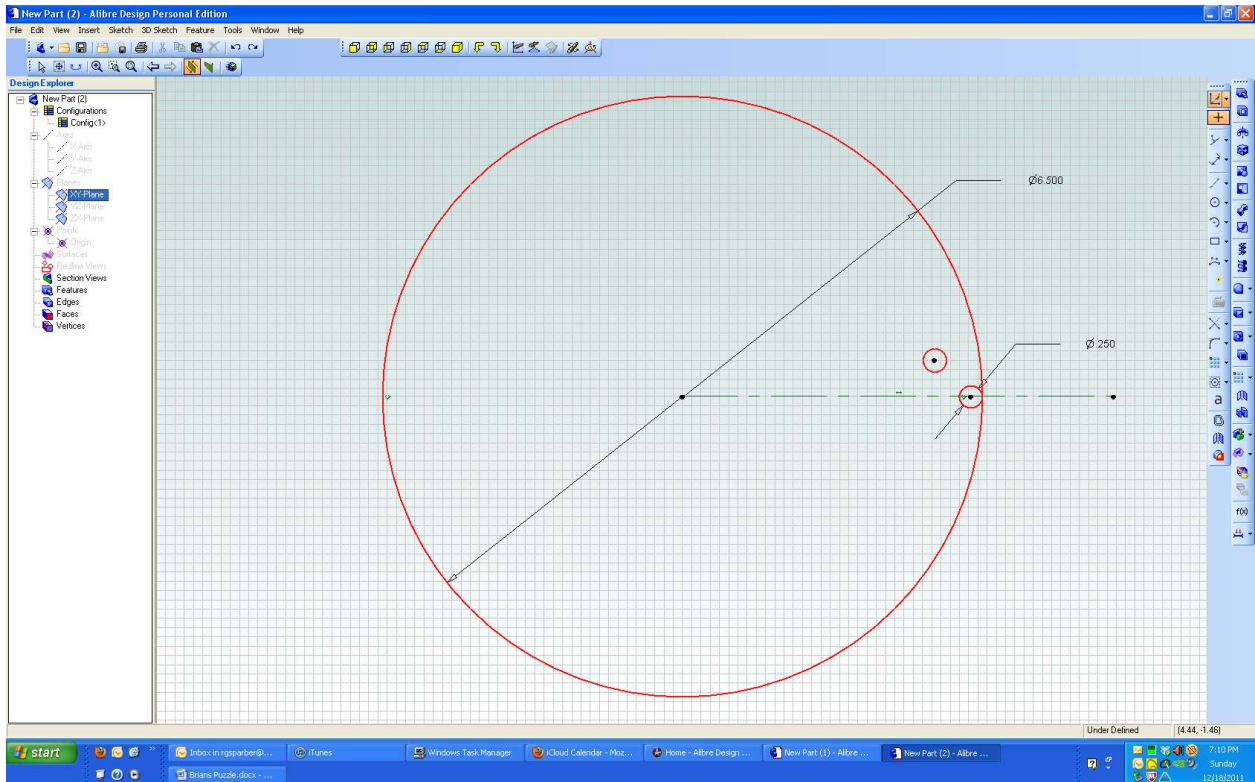 New Part (2) - Alibre Design Personal Edition
File Edit View Insert Sketch 3D Sketch Feature Tools Window Help
Design Explorer
New Part (2)
Configurations
Config<1>
Axes
X-Axis
Y-Axis
Z-Axis
Planes
XY-Plane
YZ-Plane
ZX-Plane
Points
Origin
Surfaces
Redline Views
Section Views
Features
Edges
Faces
Vertices
Ø6.500
Ø.250
a
f(x)
Under Defined (4.44, -1.46)
start
Inbox in rgsparber@...
iTunes
Windows Task Manager
iCloud Calendar - Moz...
Home - Alibre Design ...
New Part (1) - Alibre ...
New Part (2) - Alibre ...
Brians Puzzle.docx - ...
7:10 PM
Sunday
12/18/2011